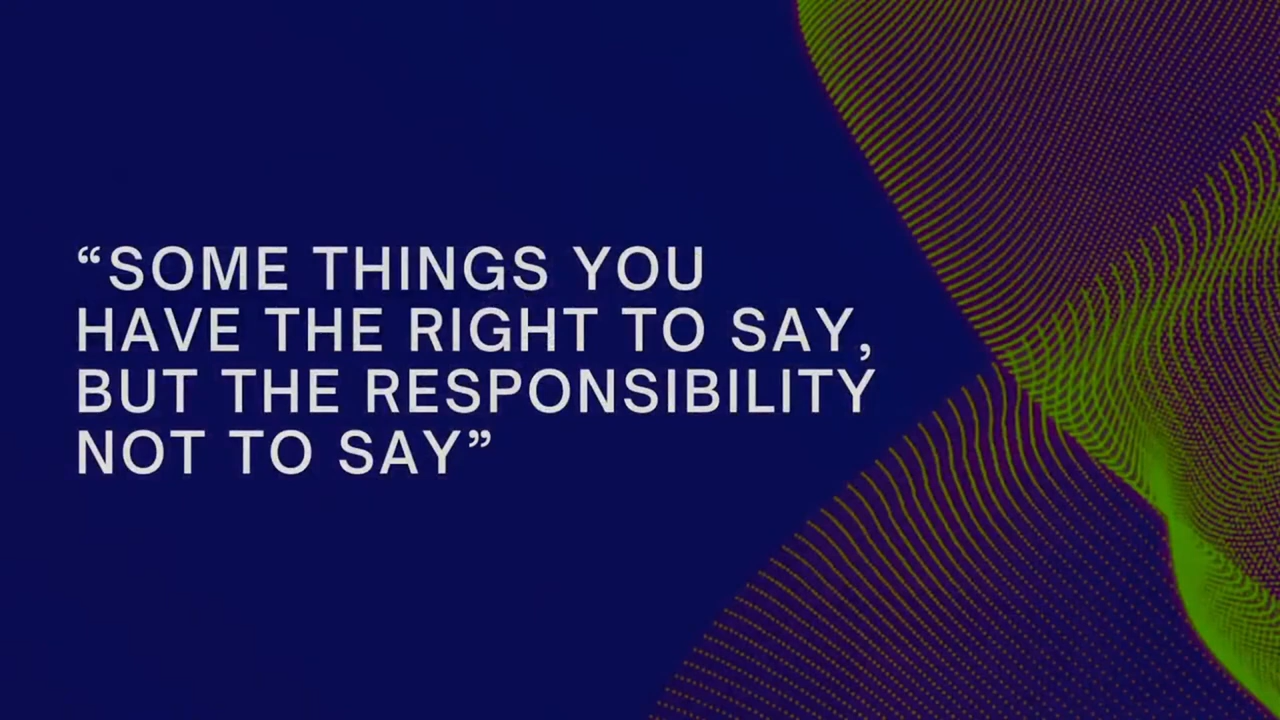 “SOME THINGS YOU
HAVE THE RIGHT TO SAY,
BUT THE RESPONSIBILITY
NOT TO SAY”